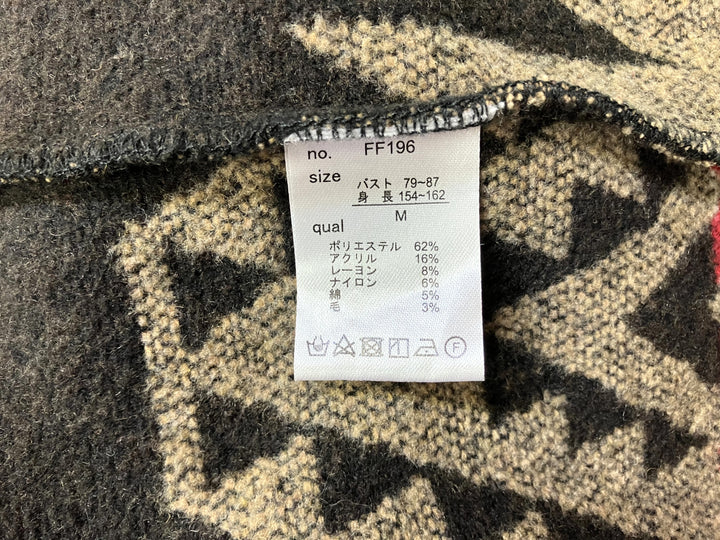 no. FF196
size バスト 79~87
身 長 154~162
M
qual
ポリエステル 62%
アクリル 16%
レーヨン 8%
ナイロン 6%
綿 5%
毛 3%
F